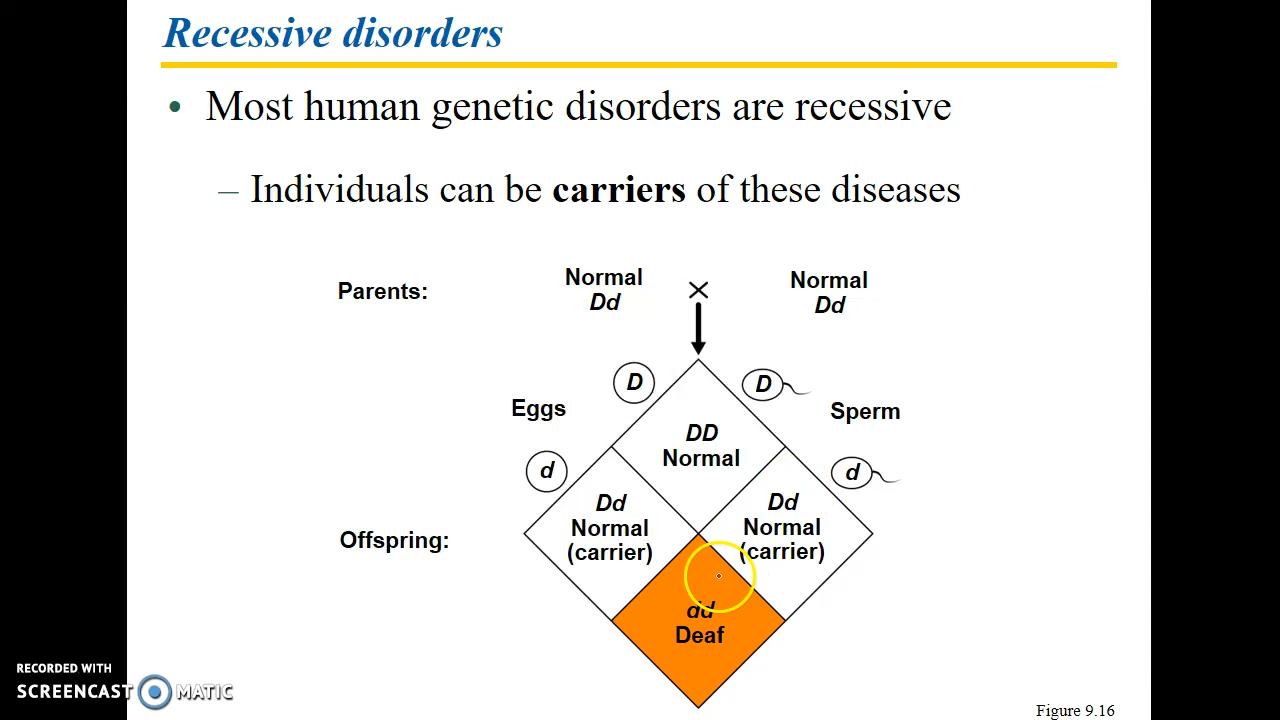 Recessive disorders
• Most human genetic disorders are recessive
– Individuals can be carriers of these diseases
Parents:
Normal
Dd
×
Normal
Dd
D
D
Eggs
Sperm
DD
Normal
d
d
Dd
Normal
(carrier)
Dd
Normal
(carrier)
Offspring:
dd
Deaf
RECORDED WITH
SCREENCAST MATIC
Figure 9.16